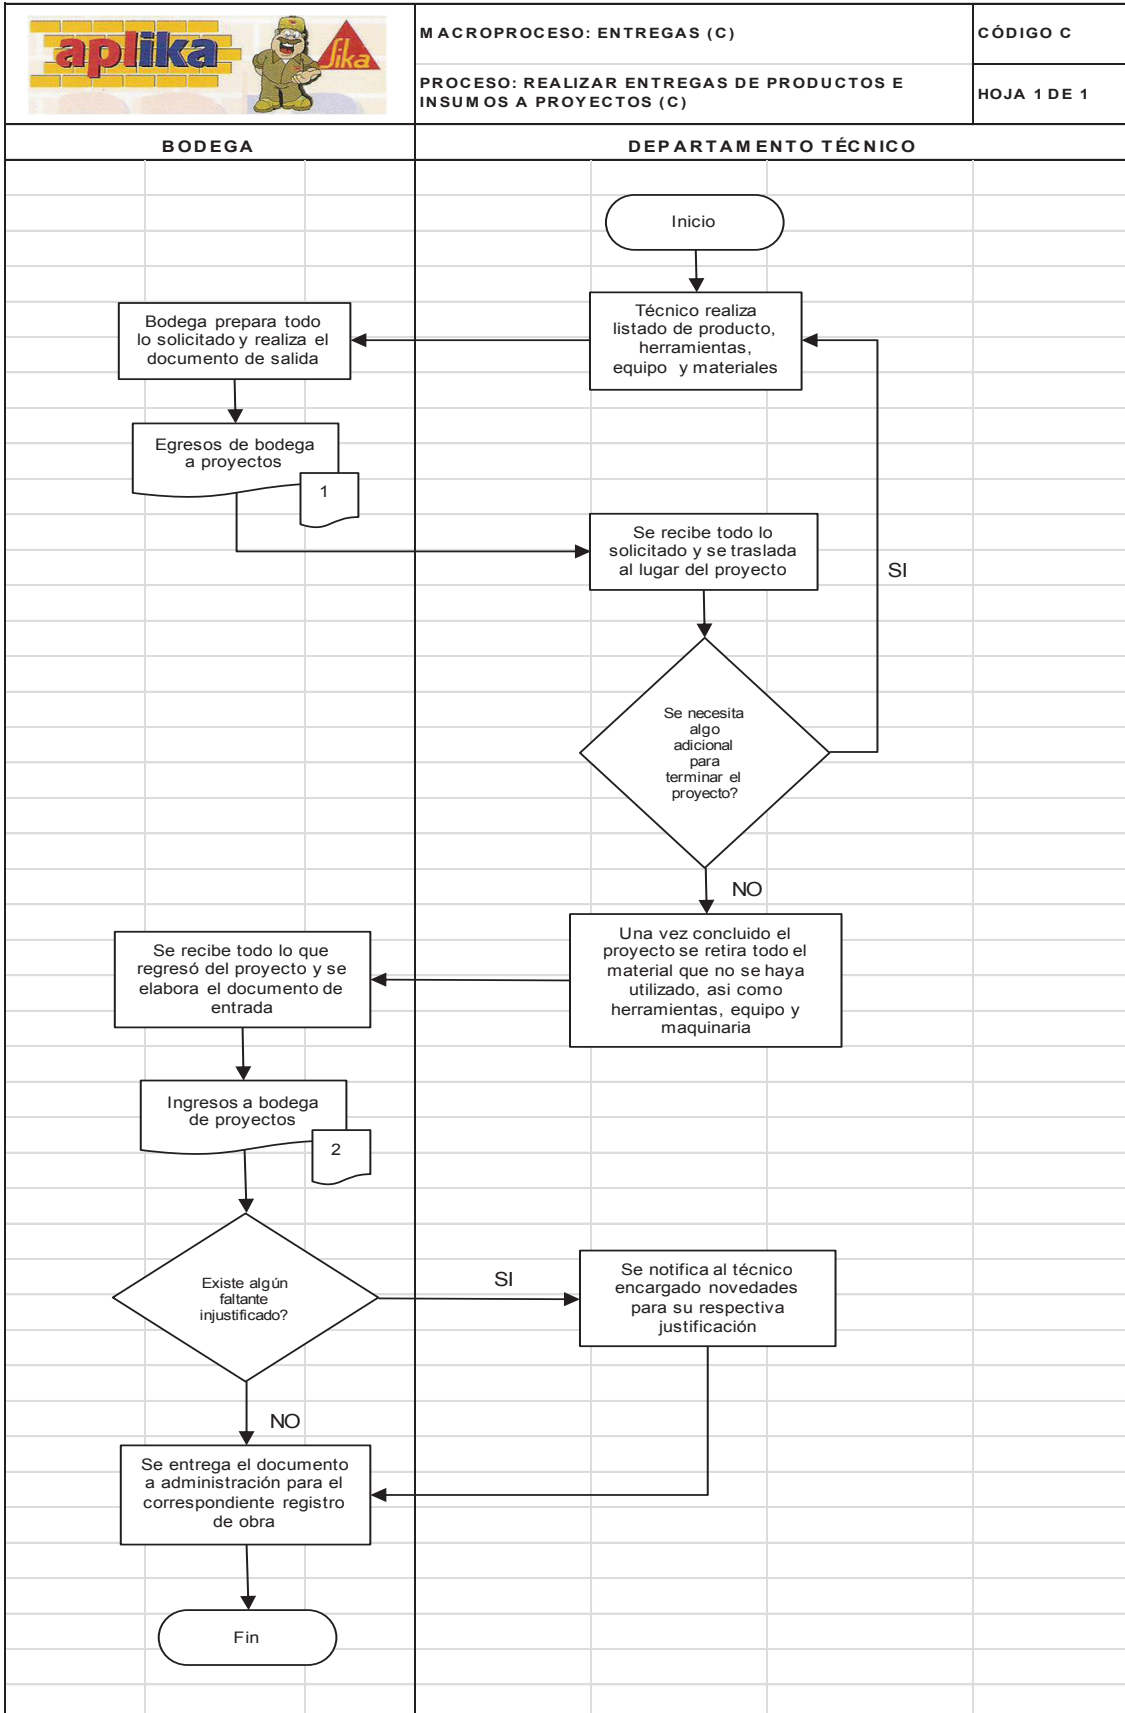 aplika
Sika
MACROPROCESO: ENTREGAS (C)
CÓDIGO C
PROCESO: REALIZAR ENTREGAS DE PRODUCTOS E
INSUMOS A PROYECTOS (C)
HOJA 1 DE 1
BODEGA
DEPARTAMENTO TÉCNICO
Inicio
Técnico realiza
listado de producto,
herramientas,
equipo y materiales
Bodega prepara todo
lo solicitado y realiza el
documento de salida
Egresos de bodega
a proyectos
1
Se recibe todo lo
solicitado y se traslada
al lugar del proyecto
SI
Se necesita
algo
adicional
para
terminar el
proyecto?
NO
Una vez concluido el
proyecto se retira todo el
material que no se haya
utilizado, asi como
herramientas, equipo y
maquinaria
Se recibe todo lo que
regresó del proyecto y se
elabora el documento de
entrada
Ingresos a bodega
de proyectos
2
Existe algún
faltante
injustificado?
SI
Se notifica al técnico
encargado novedades
para su respectiva
justificación
NO
Se entrega el documento
a administración para el
correspondiente registro
de obra
Fin